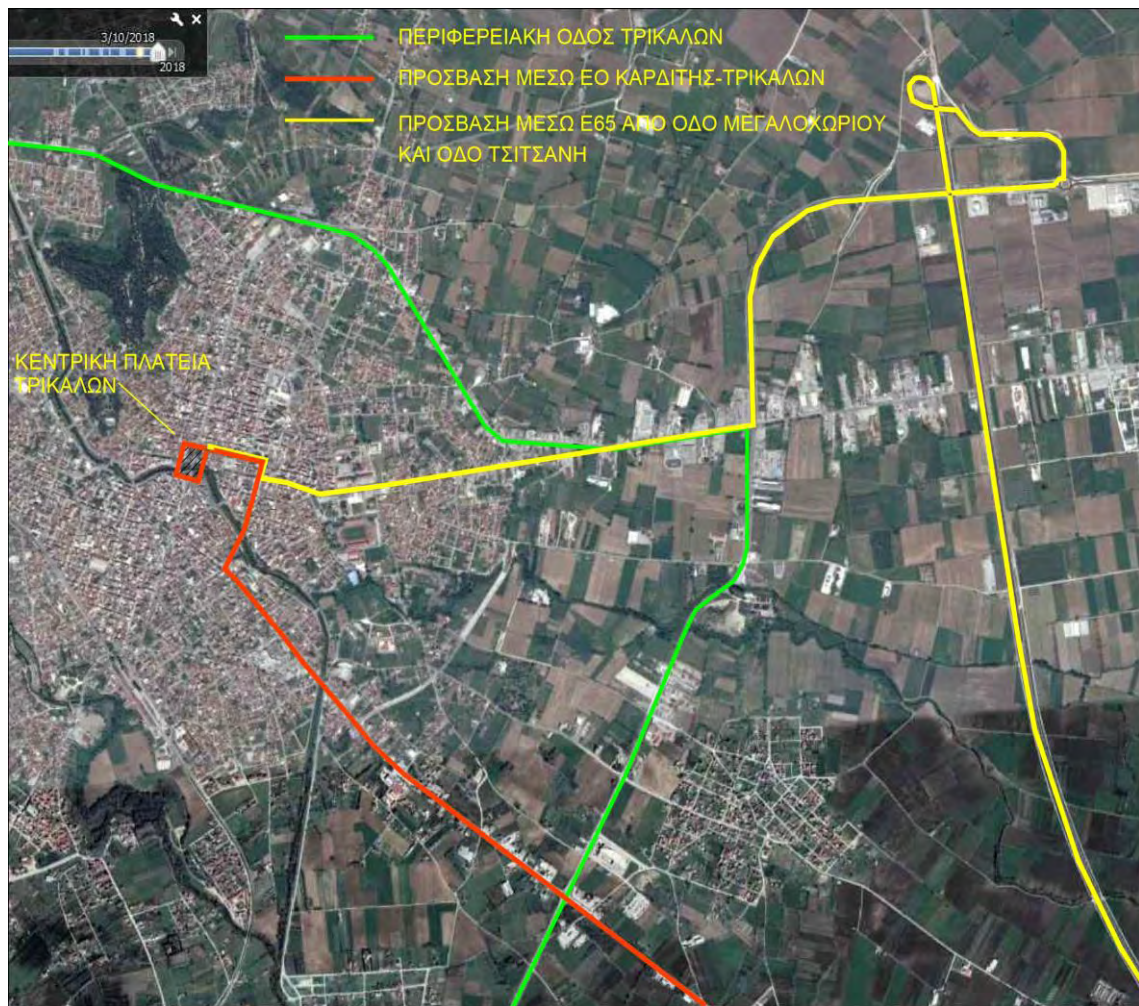 3/10/2018
2018
ΠΕΡΙΦΕΡΕΙΑΚΗ ΟΔΟΣ ΤΡΙΚΑΛΩΝ
ΠΡΟΣΒΑΣΗ ΜΕΣΩ ΕΟ ΚΑΡΔΙΤΗΣ-ΤΡΙΚΑΛΩΝ
ΠΡΟΣΒΑΣΗ ΜΕΣΩ Ε65 ΑΠΟ ΟΔΟ ΜΕΓΑΛΟΧΩΡΙΟΥ
ΚΑΙ ΟΔΟ ΤΣΙΤΣΑΝΗ
ΚΕΝΤΡΙΚΗ ΠΛΑΤΕΙΑ
ΤΡΙΚΑΛΩΝ